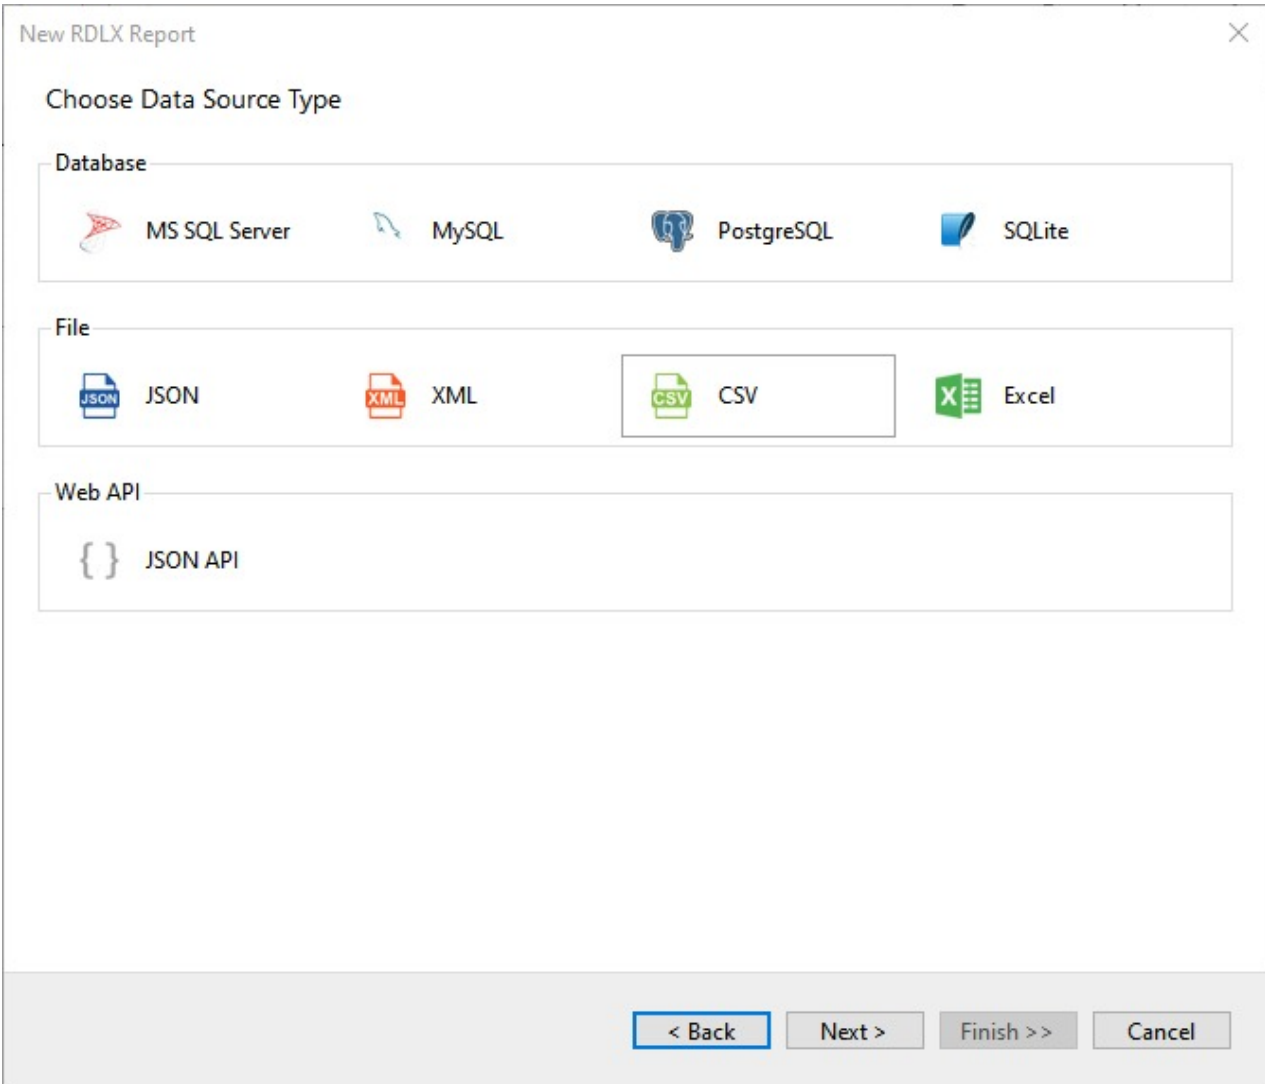 New RDLX Report
Choose Data Source Type
Database
MS SQL Server MySQL PostgreSQL SQLite
File
JSON JSON XML XML CSV CSV X Excel
Web API
{ } JSON API
< Back Next > Finish >> Cancel